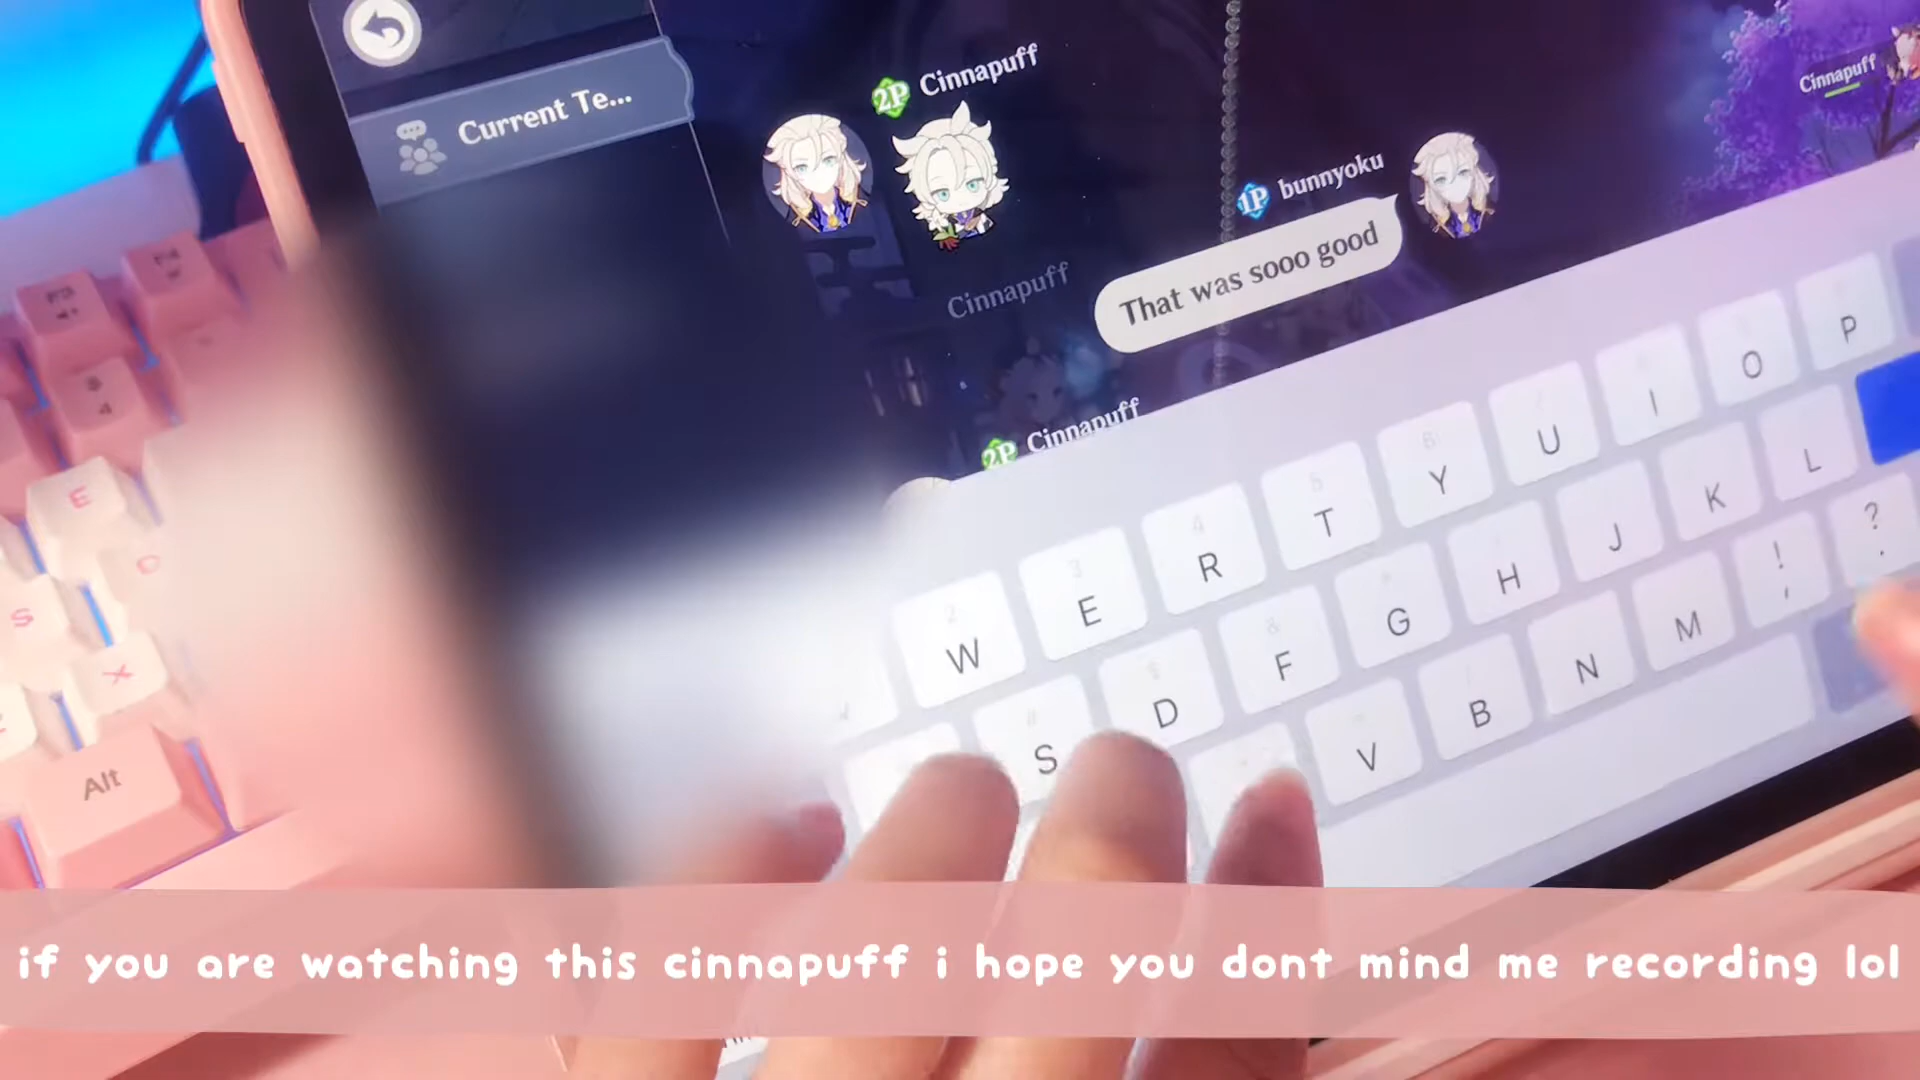 Current Te...
2P Cinnapuff
Cinnapuff
1P bunnyoku
That was sooo good
Cinnapuff
2P Cinnapuff
W E R T Y U I O P
S D F G H J K L
V B N M ! , ? .
E
S
X
Alt
if you are watching this cinnapuff i hope you dont mind me recording lol